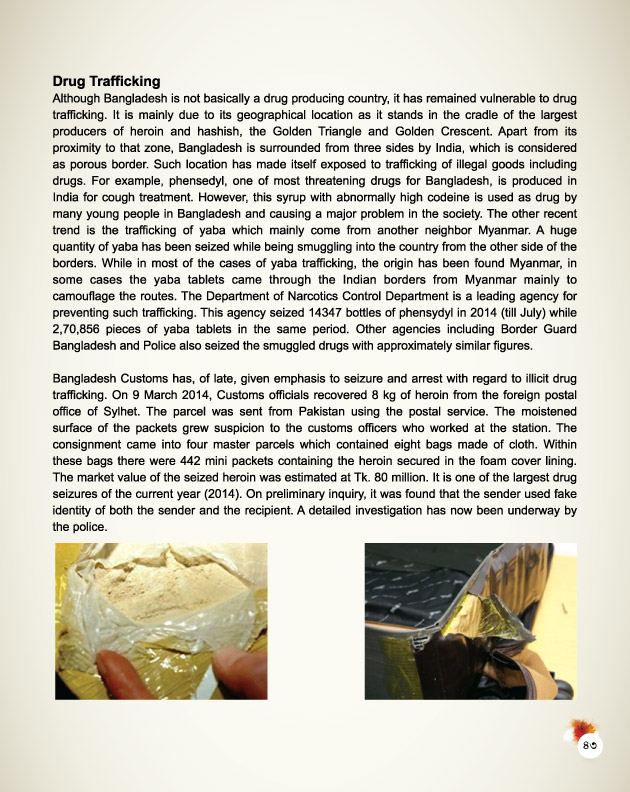 Drug Trafficking
Although Bangladesh is not basically a drug producing country, it has remained vulnerable to drug
trafficking. It is mainly due to its geographical location as it stands in the cradle of the largest
producers of heroin and hashish, the Golden Triangle and Golden Crescent. Apart from its
proximity to that zone, Bangladesh is surrounded from three sides by India, which is considered
as porous border. Such location has made itself exposed to trafficking of illegal goods including
drugs. For example, phensedyl, one of most threatening drugs for Bangladesh, is produced in
India for cough treatment. However, this syrup with abnormally high codeine is used as drug by
many young people in Bangladesh and causing a major problem in the society. The other recent
trend is the trafficking of yaba which mainly come from another neighbor Myanmar. A huge
quantity of yaba has been seized while being smuggling into the country from the other side of the
borders. While in most of the cases of yaba trafficking, the origin has been found Myanmar, in
some cases the yaba tablets came through the Indian borders from Myanmar mainly to
camouflage the routes. The Department of Narcotics Control Department is a leading agency for
preventing such trafficking. This agency seized 14347 bottles of phensydyl in 2014 (till July) while
2,70,856 pieces of yaba tablets in the same period. Other agencies including Border Guard
Bangladesh and Police also seized the smuggled drugs with approximately similar figures.
Bangladesh Customs has, of late, given emphasis to seizure and arrest with regard to illicit drug
trafficking. On 9 March 2014, Customs officials recovered 8 kg of heroin from the foreign postal
office of Sylhet. The parcel was sent from Pakistan using the postal service. The moistened
surface of the packets grew suspicion to the customs officers who worked at the station. The
consignment came into four master parcels which contained eight bags made of cloth. Within
these bags there were 442 mini packets containing the heroin secured in the foam cover lining.
The market value of the seized heroin was estimated at Tk. 80 million. It is one of the largest drug
seizures of the current year (2014). On preliminary inquiry, it was found that the sender used fake
identity of both the sender and the recipient. A detailed investigation has now been underway by
the police.
৪৩